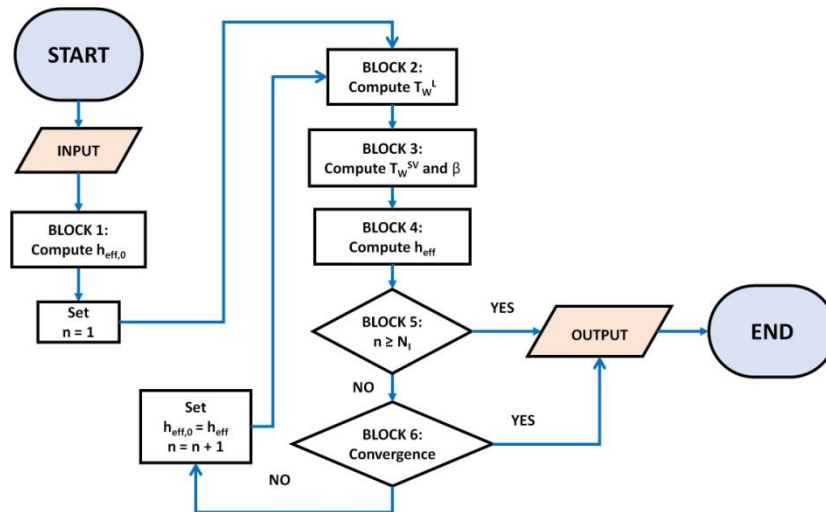 START
INPUT
BLOCK 1:
Compute h_eff,0
Set
n = 1
BLOCK 2:
Compute T_W^L
BLOCK 3:
Compute T_W^SV and β
BLOCK 4:
Compute h_eff
BLOCK 5:
n ≥ N_I
YES
NO
BLOCK 6:
Convergence
YES
NO
Set
h_eff,0 = h_eff
n = n + 1
OUTPUT
END